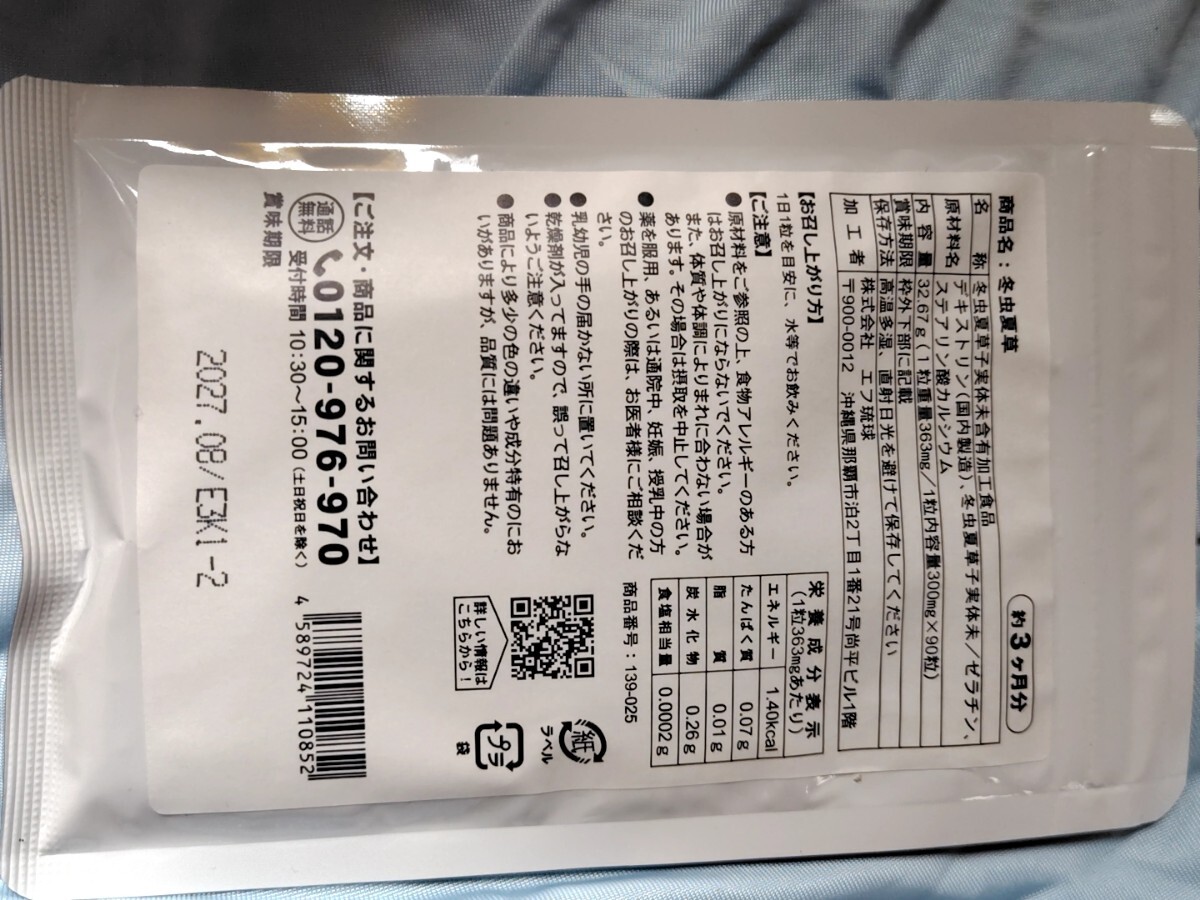 商品名：冬虫夏草
約3ヶ月分
名称 冬虫夏草子実体末含有加工食品
原材料名 デキストリン（国内製造）、冬虫夏草子実体末／ゼラチン、
ステアリン酸カルシウム
内容量 32.67g（1粒重量363mg／1粒内容量300mg×90粒）
賞味期限 枠外下部に記載
保存方法 高温多湿、直射日光を避けて保存してください
加工者 株式会社 エフ琉球
〒900-0012 沖縄県那覇市泊2丁目1番21号尚平ビル1階
【お召し上がり方】
1日1粒を目安に、水等でお飲みください。
【ご注意】
●原材料をご参照の上、食物アレルギーのある方
はお召し上がりにならないでください。
また、体質や体調によりまれに合わない場合が
あります。その場合は摂取を中止してください。
●薬を服用、あるいは通院中、妊娠、授乳中の方
のお召し上がりの際は、お医者様にご相談くだ
さい。
●乳幼児の手の届かない所に置いてください。
●乾燥剤が入ってますので、誤って召し上がらな
いようご注意ください。
●商品により多少の色の違いや成分特有のにお
いがありますが、品質には問題ありません。
栄養成分表示
（1粒363mgあたり）
エネルギー 1.40kcal
たんぱく質 0.07g
脂質 0.01g
炭水化物 0.26g
食塩相当量 0.0002g
商品番号：139-025
詳しい情報は
こちらから！
紙
ラベル
プラ
袋
【ご注文・商品に関するお問い合わせ】
通話
無料
0120-976-970
受付時間 10:30〜15:00（土日祝日を除く）
4 589724 110852
賞味期限
2027.08/E3K1-2